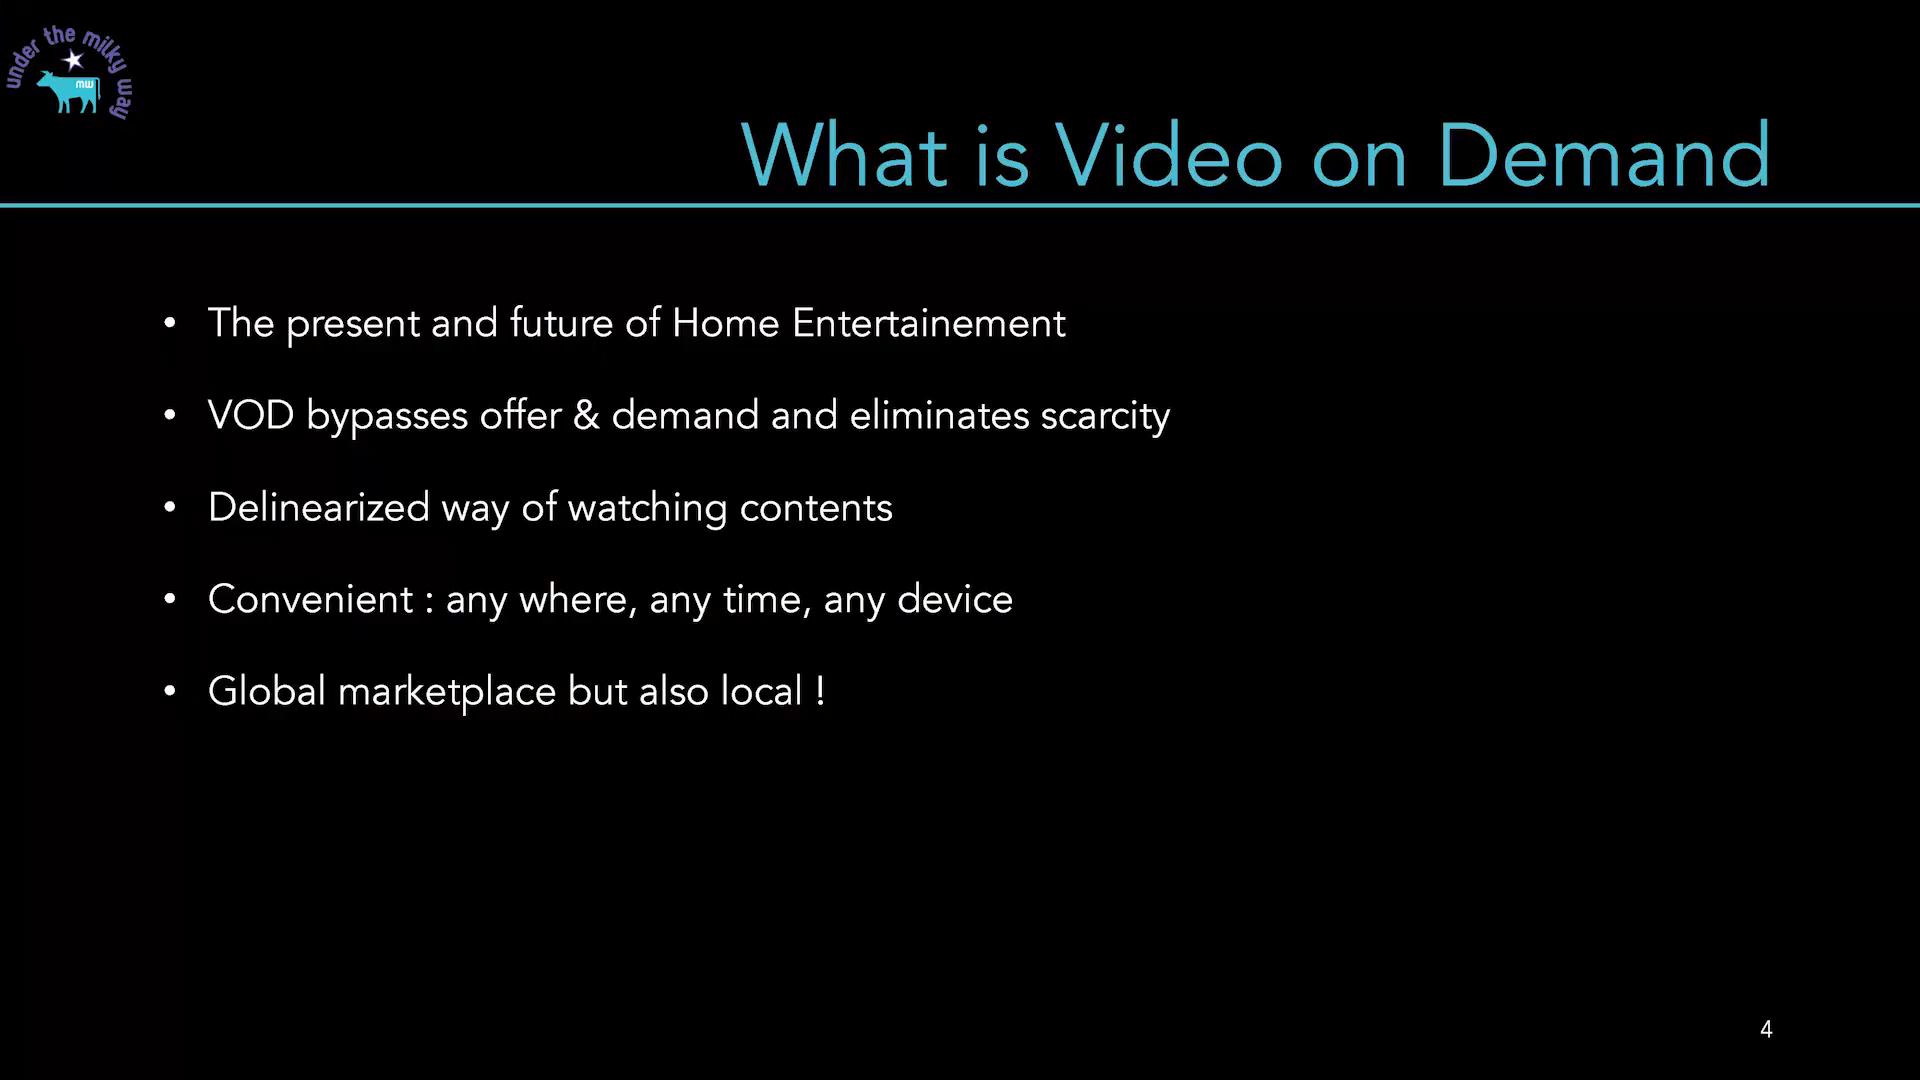 under the milky way
mw
What is Video on Demand
• The present and future of Home Entertainement
• VOD bypasses offer & demand and eliminates scarcity
• Delinearized way of watching contents
• Convenient : any where, any time, any device
• Global marketplace but also local !
4